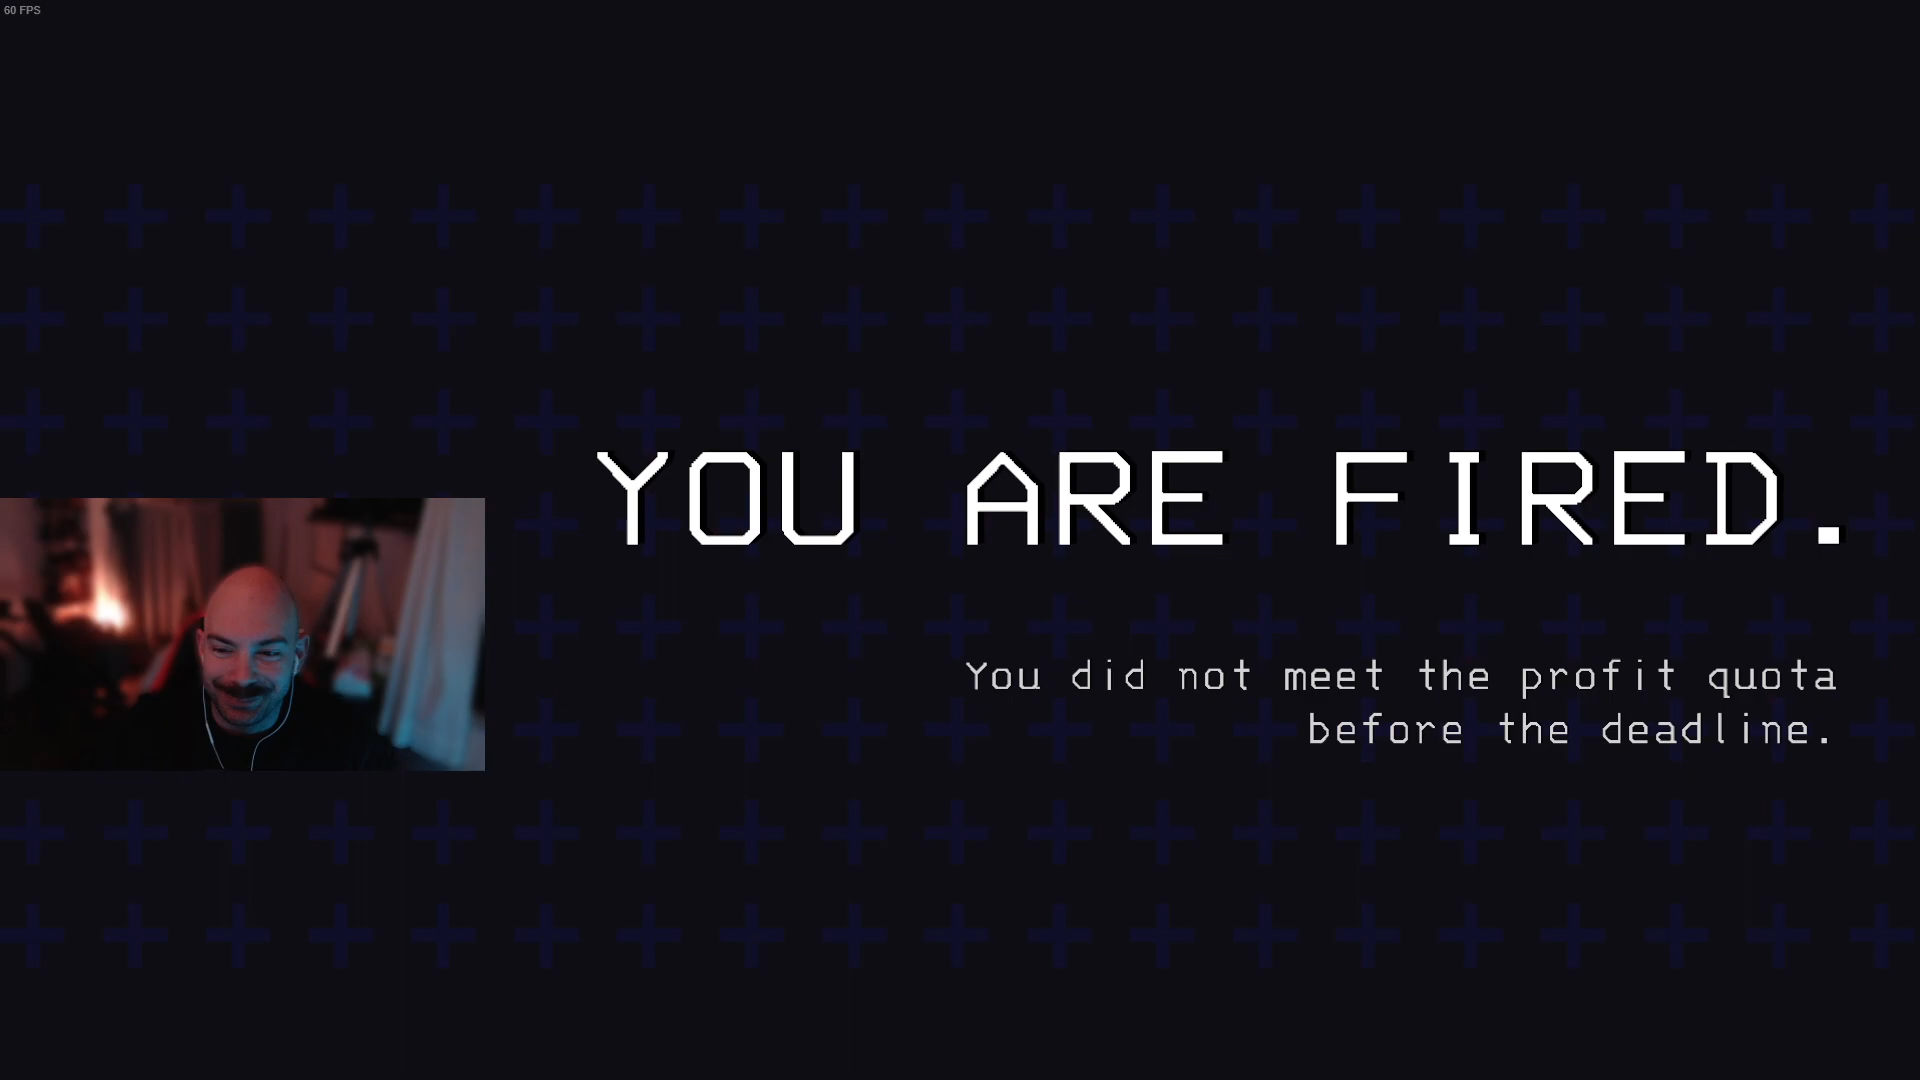 60 FPS
YOU ARE FIRED.
You did not meet the profit quota
before the deadline.